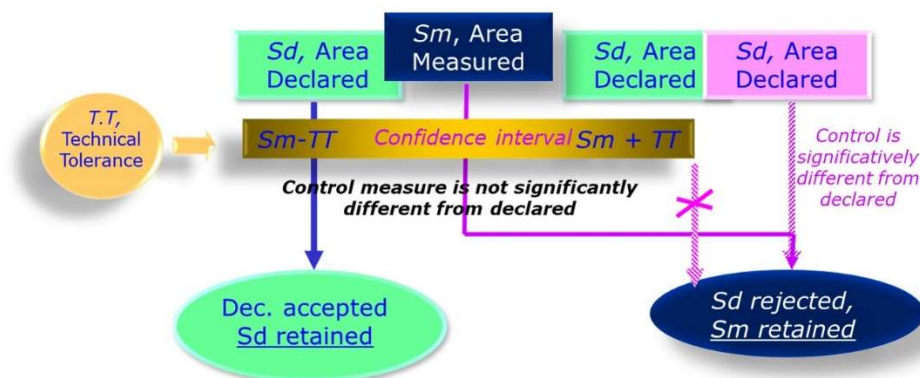 Sd, Area
Declared
Sm, Area
Measured
Sd, Area
Declared
Sd, Area
Declared
T.T,
Technical
Tolerance
Sm-TT
Confidence interval
Sm + TT
Control is
significatively
different from
declared
Control measure is not significantly
different from declared
Dec. accepted
Sd retained
Sd rejected,
Sm retained